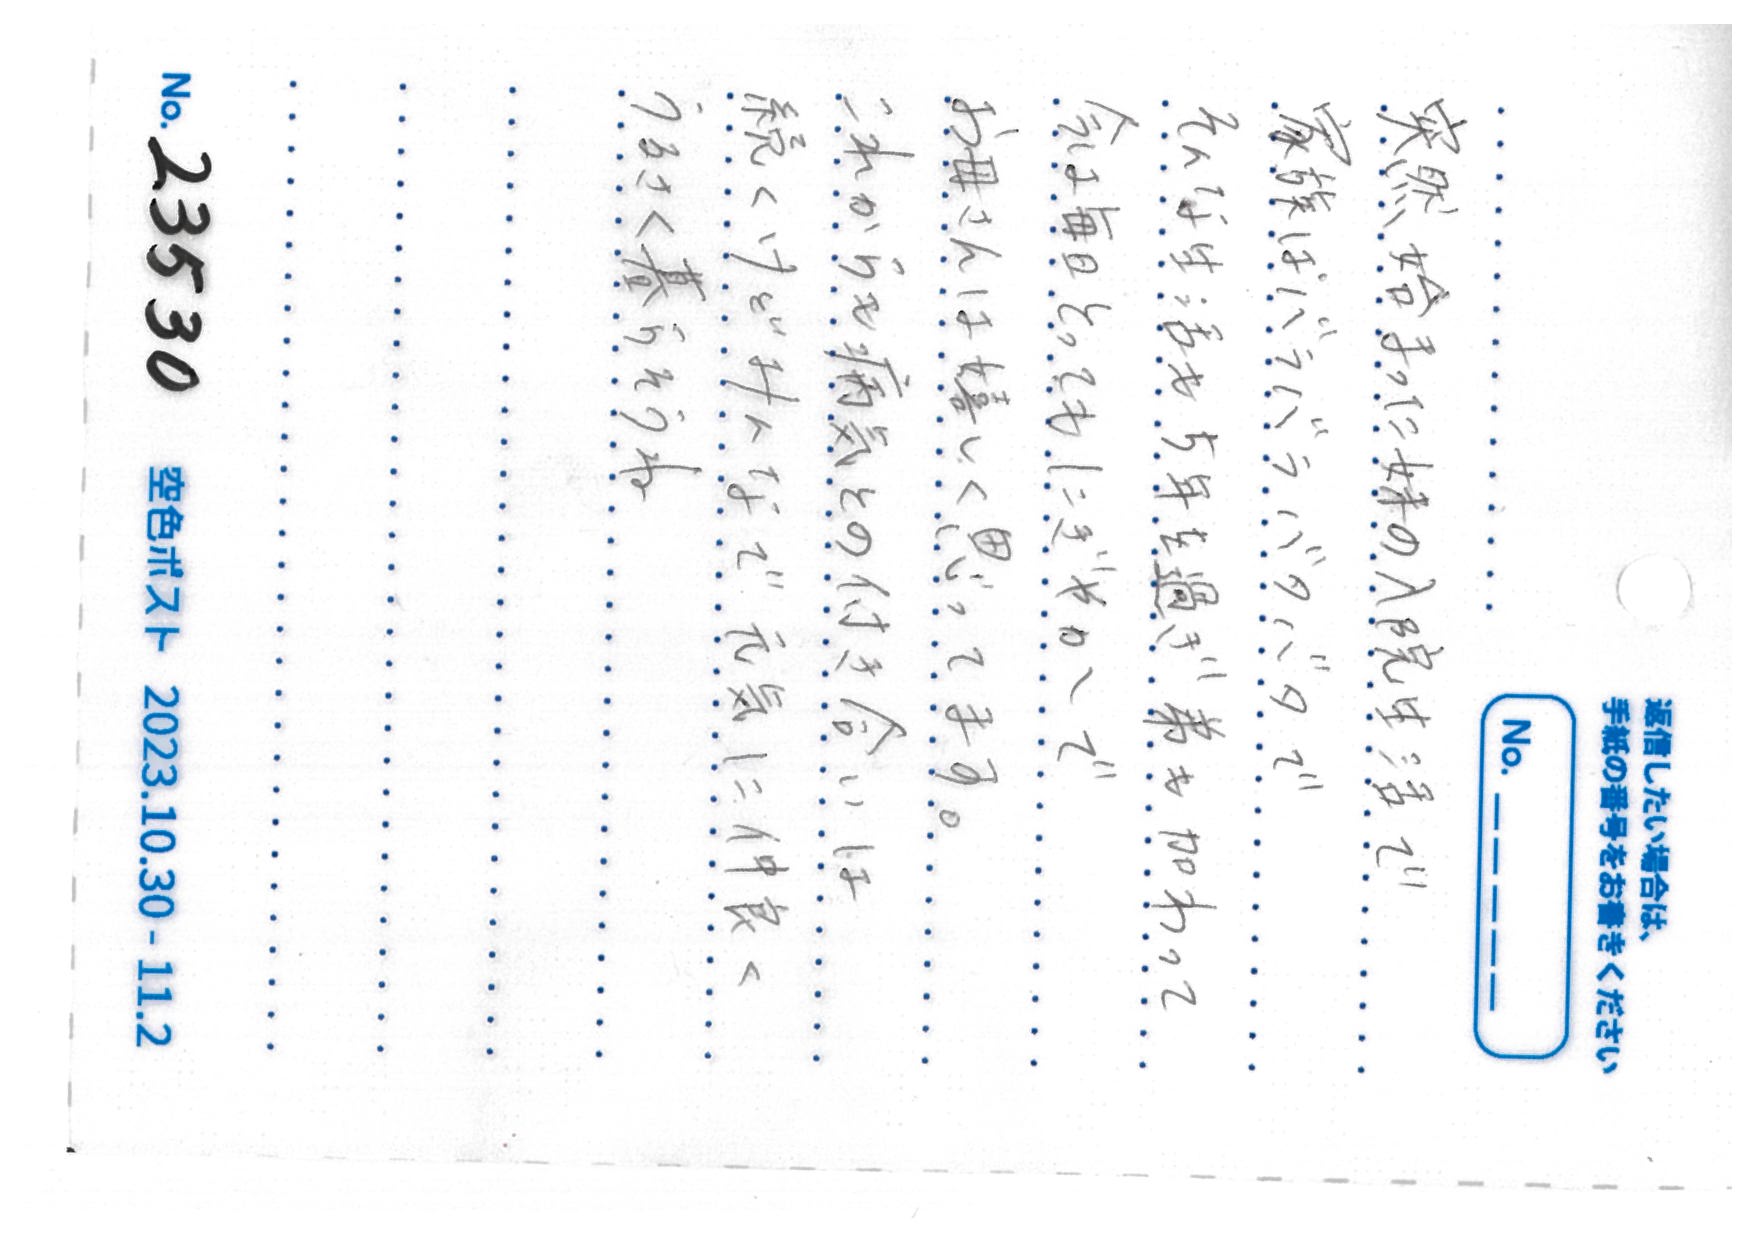 返信したい場合は、
手紙の番号をお書きください
No. _ _ _ _ _
突然始まった妹の入院生活で
家族はバラバラバタバタで
そんな生活も5年を過ぎ弟も加わって
今は毎日とってもにぎやかで
お母さんは嬉しく思ってます。
これからも病気との付き合いは
続くけどみんなで元気に仲良く
うるさく暮らそうね
No. 23530 空色ポスト 2023.10.30 - 11.2